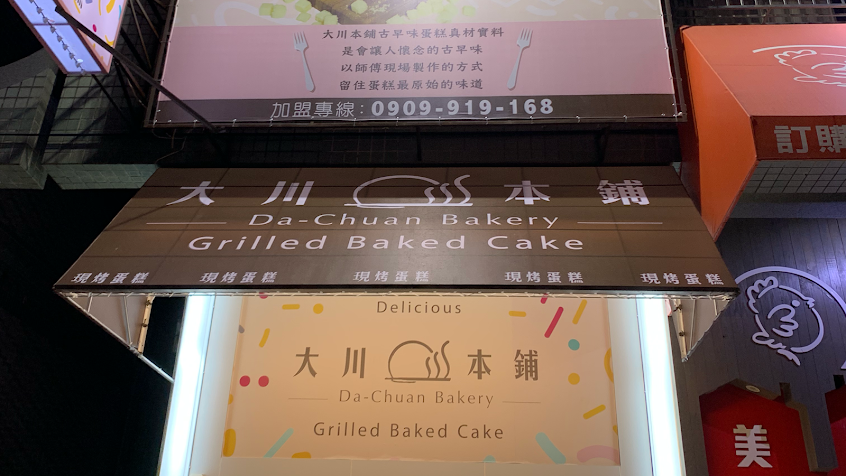 大川本鋪古早味蛋糕真材實料
是會讓人懷念的古早味
以師傅現場製作的方式
留住蛋糕最原始的味道
加盟專線：0909-919-168
大川本鋪
Da-Chuan Bakery
Grilled Baked Cake
現烤蛋糕 現烤蛋糕 現烤蛋糕 現烤蛋糕 現烤蛋糕
Delicious
大川本鋪
Da-Chuan Bakery
Grilled Baked Cake
訂購
美